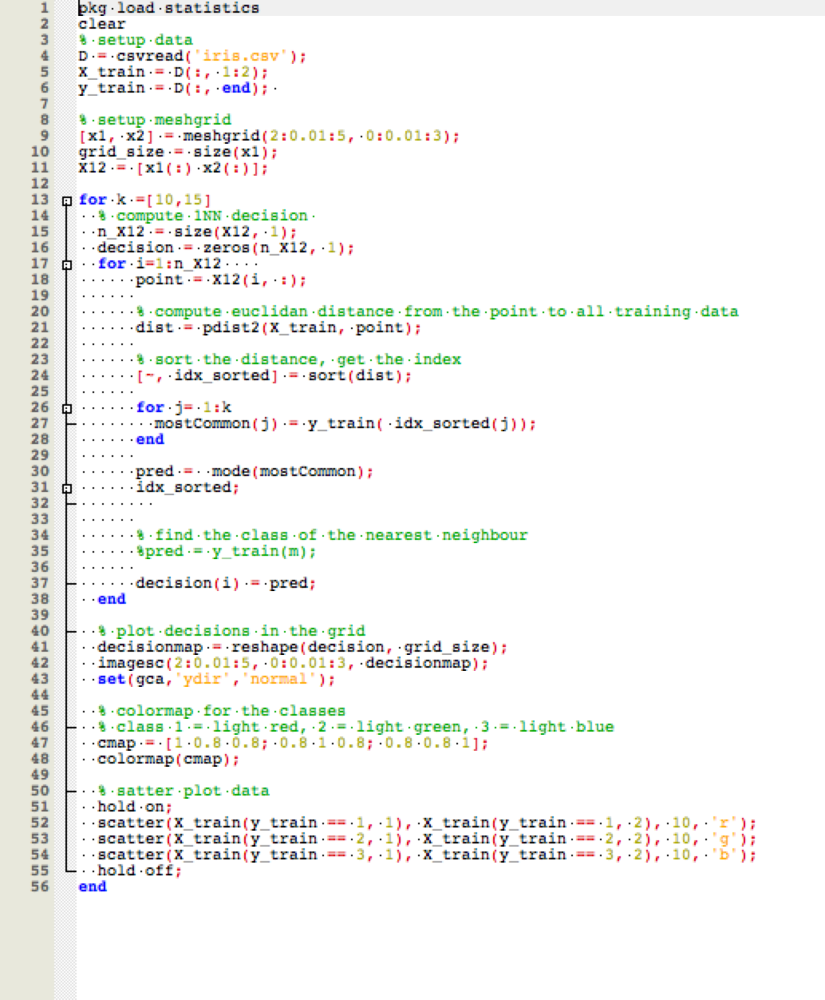 1 pkg load statistics
2 clear
3 % setup data
4 D = csvread('iris.csv');
5 X_train = D(:, 1:2);
6 y_train = D(:, end);
7
8 % setup meshgrid
9 [x1, x2] = meshgrid(2:0.01:5, 0:0.01:3);
10 grid_size = size(x1);
11 X12 = [x1(:) x2(:)];
12
13 for k =[10,15]
14   % compute 1NN decision
15   n_X12 = size(X12, 1);
16   decision = zeros(n_X12, 1);
17   for i=1:n_X12
18       point = X12(i, :);
19
20       % compute euclidan distance from the point to all training data
21       dist = pdist2(X_train, point);
22
23       % sort the distance, get the index
24       [~, idx_sorted] = sort(dist);
25
26       for j= 1:k
27         mostCommon(j) = y_train( idx_sorted(j));
28       end
29
30       pred =  mode(mostCommon);
31       idx_sorted;
32
33
34       % find the class of the nearest neighbour
35       %pred = y_train(m);
36
37       decision(i) = pred;
38   end
39
40   % plot decisions in the grid
41   decisionmap = reshape(decision, grid_size);
42   imagesc(2:0.01:5, 0:0.01:3, decisionmap);
43   set(gca,'ydir','normal');
44
45   % colormap for the classes
46   % class 1 = light red, 2 = light green, 3 = light blue
47   cmap = [1 0.8 0.8; 0.8 1 0.8; 0.8 0.8 1];
48   colormap(cmap);
49
50   % satter plot data
51   hold on;
52   scatter(X_train(y_train == 1, 1), X_train(y_train == 1, 2), 10, 'r');
53   scatter(X_train(y_train == 2, 1), X_train(y_train == 2, 2), 10, 'g');
54   scatter(X_train(y_train == 3, 1), X_train(y_train == 3, 2), 10, 'b');
55   hold off;
56 end